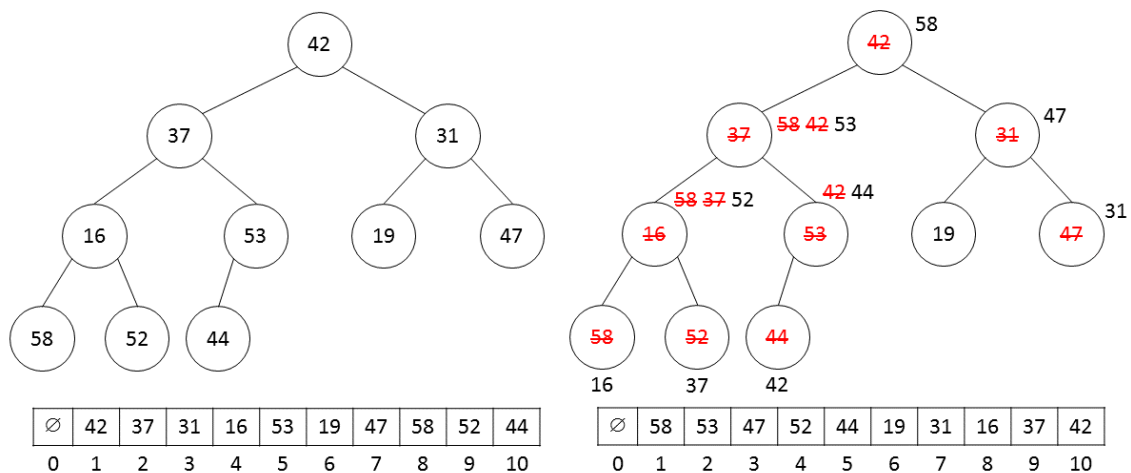 42
37 31
16 53 19 47
58 52 44
∅ 42 37 31 16 53 19 47 58 52 44
0 1 2 3 4 5 6 7 8 9 10
42 58
37 58 42 53 31 47
16 58 37 52 53 42 44 19 47 31
58 52 44
16 37 42
∅ 58 53 47 52 44 19 31 16 37 42
0 1 2 3 4 5 6 7 8 9 10